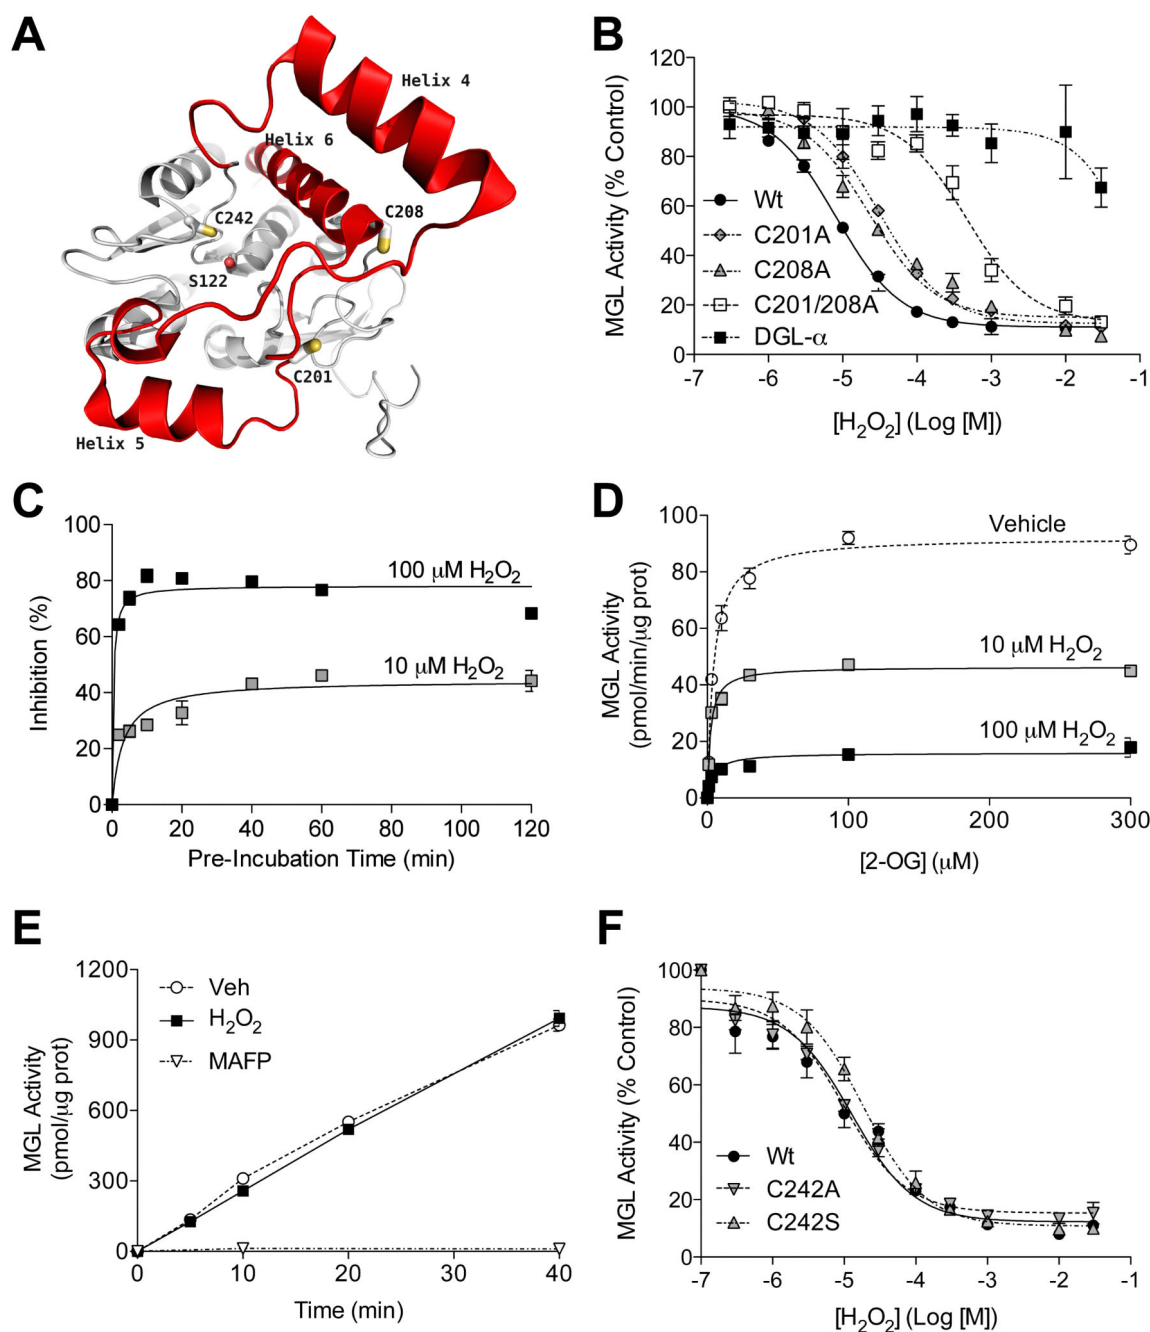 A
Helix 4
Helix 6
C208
C242
S122
C201
Helix 5
B
MGL Activity (% Control)
120
100
80
60
40
20
0
Wt
C201A
C208A
C201/208A
DGL-α
-7 -6 -5 -4 -3 -2 -1
[H₂O₂] (Log [M])
C
Inhibition (%)
100
80
60
40
20
0
100 μM H₂O₂
10 μM H₂O₂
0 20 40 60 80 100 120
Pre-Incubation Time (min)
D
MGL Activity
(pmol/min/μg prot)
100
80
60
40
20
0
Vehicle
10 μM H₂O₂
100 μM H₂O₂
0 100 200 300
[2-OG] (μM)
E
MGL Activity
(pmol/μg prot)
1200
900
600
300
0
Veh
H₂O₂
MAFP
0 10 20 30 40
Time (min)
F
MGL Activity (% Control)
100
80
60
40
20
0
Wt
C242A
C242S
-7 -6 -5 -4 -3 -2 -1
[H₂O₂] (Log [M])